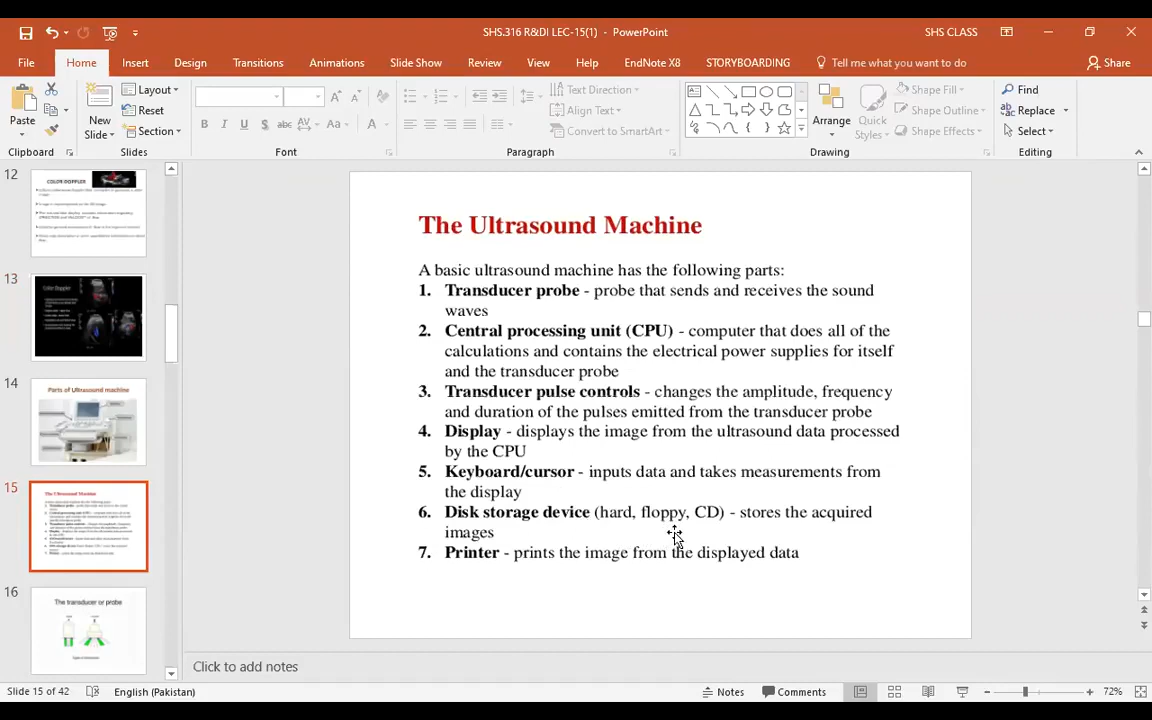 SHS.316 R&DI LEC-15(1) - PowerPoint
SHS CLASS
File Home Insert Design Transitions Animations Slide Show Review View Help EndNote X8 STORYBOARDING Tell me what you want to do Share
Paste
Clipboard
New Slide
Layout
Reset
Section
Slides
B I U S abc AV Aa A
Font
Text Direction
Align Text
Convert to SmartArt
Paragraph
Arrange
Quick Styles
Shape Fill
Shape Outline
Shape Effects
Drawing
Find
Replace
Select
Editing
12
COLOR DOPPLER
13
Color Doppler
14
Parts of Ultrasound machine
15
The Ultrasound Machine
16
The transducer or probe
The Ultrasound Machine
A basic ultrasound machine has the following parts:
1. Transducer probe - probe that sends and receives the sound
waves
2. Central processing unit (CPU) - computer that does all of the
calculations and contains the electrical power supplies for itself
and the transducer probe
3. Transducer pulse controls - changes the amplitude, frequency
and duration of the pulses emitted from the transducer probe
4. Display - displays the image from the ultrasound data processed
by the CPU
5. Keyboard/cursor - inputs data and takes measurements from
the display
6. Disk storage device (hard, floppy, CD) - stores the acquired
images
7. Printer - prints the image from the displayed data
Click to add notes
Slide 15 of 42 English (Pakistan) Notes Comments 72%